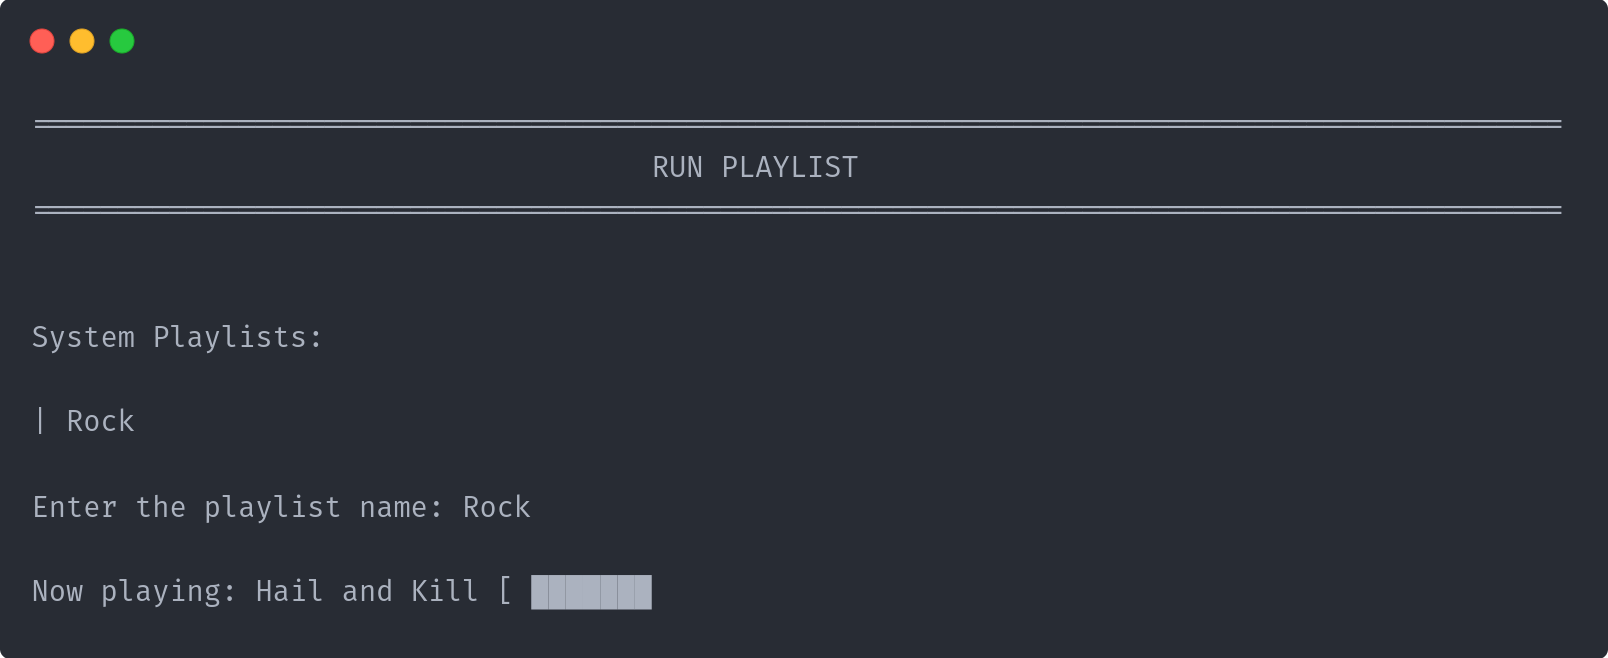 RUN PLAYLIST
System Playlists:
| Rock
Enter the playlist name: Rock
Now playing: Hail and Kill [ ███████